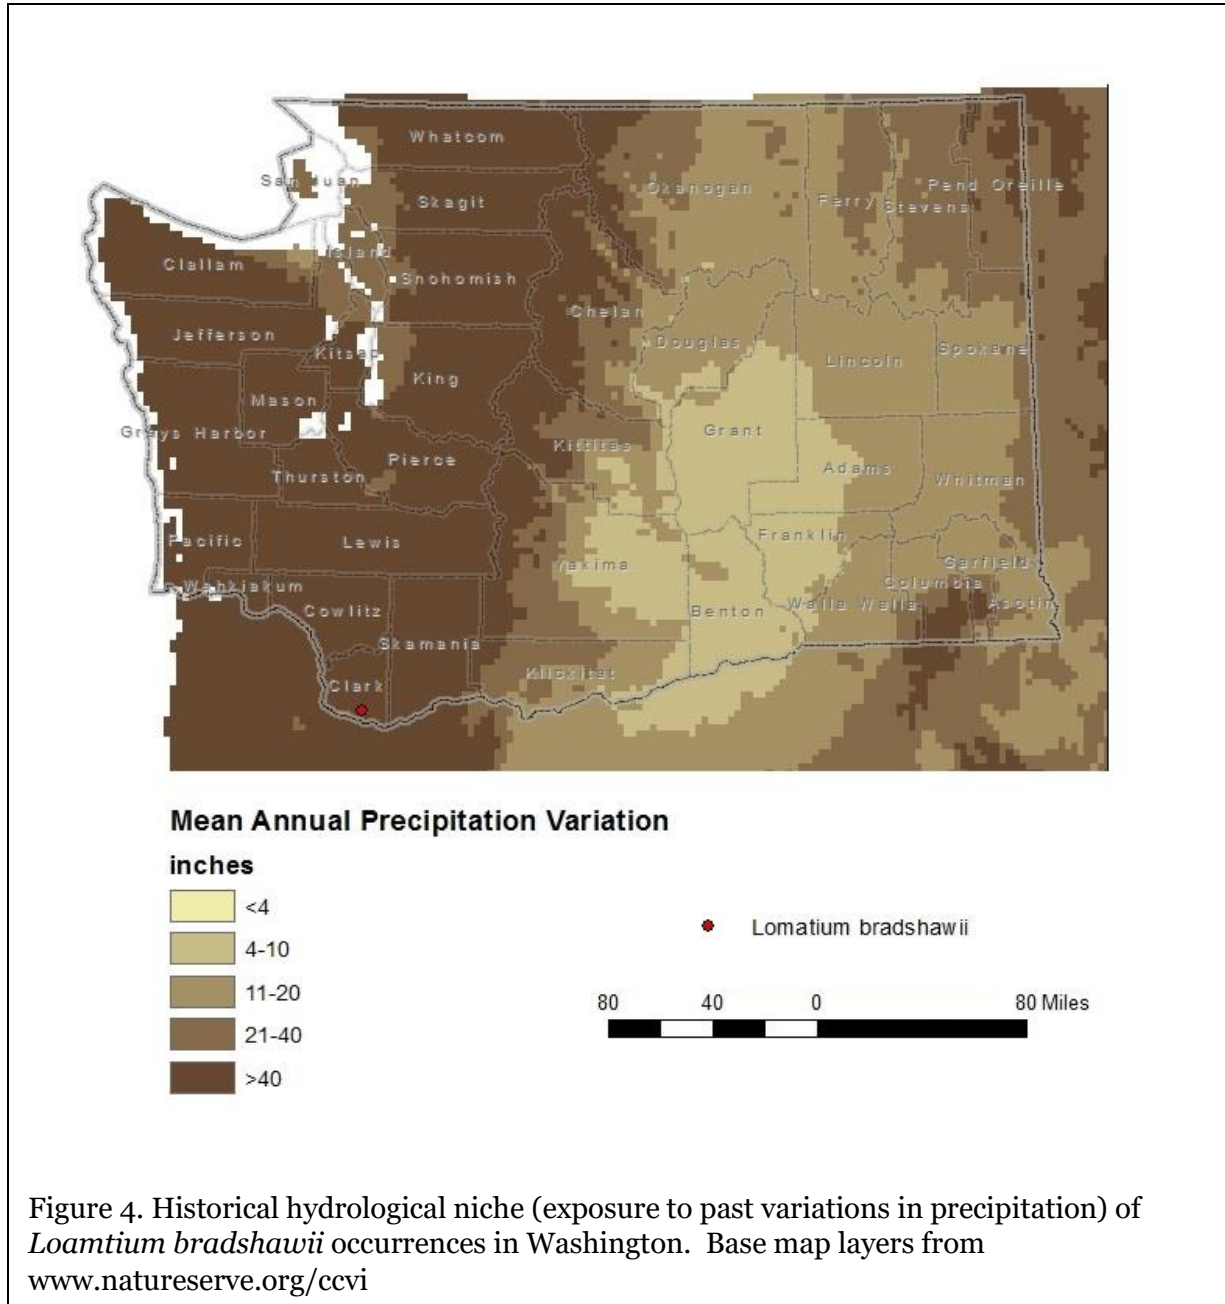 Whatcom
San Juan
Okanogan
Pend Oreille
Ferry
Stevens
Skagit
Island
Clallam
Snohomish
Chelan
Jefferson
Douglas
Kitsap
Lincoln
Spokane
King
Mason
Grays Harbor
Grant
Kittitas
Pierce
Adams
Thurston
Whitman
Pacific
Lewis
Franklin
Yakima
Garfield
Wahkiakum
Columbia
Cowlitz
Benton
Walla Walla
Asotin
Skamania
Klickitat
Clark
Mean Annual Precipitation Variation
inches
<4
4-10
11-20
21-40
>40
Lomatium bradshawii
80 40 0 80 Miles
Figure 4. Historical hydrological niche (exposure to past variations in precipitation) of
Loamtium bradshawii occurrences in Washington. Base map layers from
www.natureserve.org/ccvi